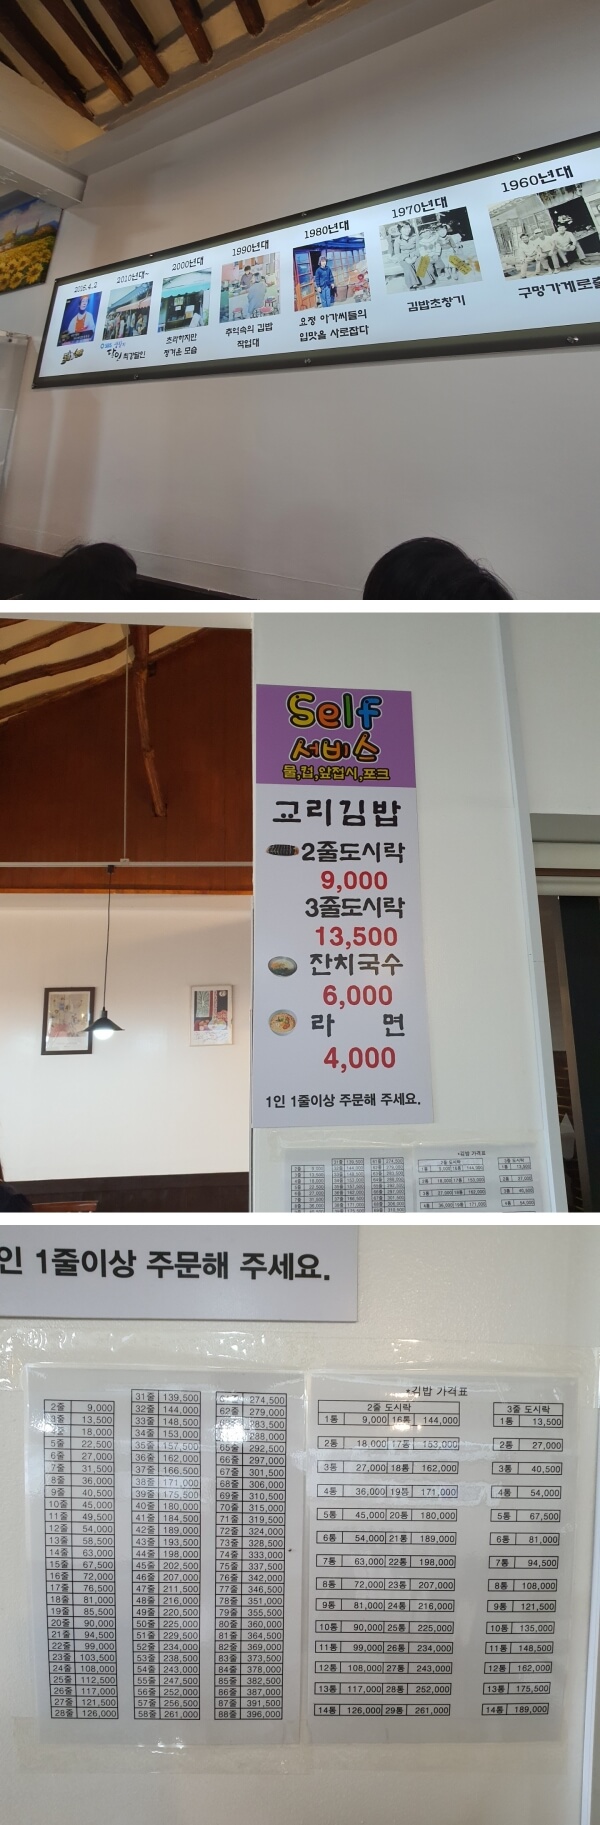 1960년대
1970년대
1980년대
1990년대
2000년대
2010년대~
구멍가게로
김밥초창기
요정 아가씨들의
입맛을 사로잡다
추억속의 김밥
작업대
초라하지만
정겨운 모습
최강달인
Self
서비스
물,컵,앞접시,포크
교리김밥
2줄도시락
9,000
3줄도시락
13,500
잔치국수
6,000
라 면
4,000
1인 1줄이상 주문해 주세요.
인 1줄이상 주문해 주세요.
2줄 9,000
3줄 13,500
4줄 18,000
5줄 22,500
6줄 27,000
7줄 31,500
8줄 36,000
9줄 40,500
10줄 45,000
11줄 49,500
12줄 54,000
13줄 58,500
14줄 63,000
15줄 67,500
16줄 72,000
17줄 76,500
18줄 81,000
19줄 85,500
20줄 90,000
21줄 94,500
22줄 99,000
23줄 103,500
24줄 108,000
25줄 112,500
26줄 117,000
27줄 121,500
28줄 126,000
31줄 139,500
32줄 144,000
33줄 148,500
34줄 153,000
35줄 157,500
36줄 162,000
37줄 166,500
38줄 171,000
39줄 175,500
40줄 180,000
41줄 184,500
42줄 189,000
43줄 193,500
44줄 198,000
45줄 202,500
46줄 207,000
47줄 211,500
48줄 216,000
49줄 220,500
50줄 225,000
51줄 229,500
52줄 234,000
53줄 238,500
54줄 243,000
55줄 247,500
56줄 252,000
57줄 256,500
58줄 261,000
274,500
62줄 279,000
283,500
288,000
65줄 292,500
66줄 297,000
67줄 301,500
68줄 306,000
69줄 310,500
70줄 315,000
71줄 319,500
72줄 324,000
73줄 328,500
74줄 333,000
75줄 337,500
76줄 342,000
77줄 346,500
78줄 351,000
79줄 355,500
80줄 360,000
81줄 364,500
82줄 369,000
83줄 373,500
84줄 378,000
85줄 382,500
86줄 387,000
87줄 391,500
88줄 396,000
*김밥 가격표
2줄 도시락
1통 9,000 16통 144,000
2통 18,000 17통 153,000
3통 27,000 18통 162,000
4통 36,000 19통 171,000
5통 45,000 20통 180,000
6통 54,000 21통 189,000
7통 63,000 22통 198,000
8통 72,000 23통 207,000
9통 81,000 24통 216,000
10통 90,000 25통 225,000
11통 99,000 26통 234,000
12통 108,000 27통 243,000
13통 117,000 28통 252,000
14통 126,000 29통 261,000
3줄 도시락
1통 13,500
2통 27,000
3통 40,500
4통 54,000
5통 67,500
6통 81,000
7통 94,500
8통 108,000
9통 121,500
10통 135,000
11통 148,500
12통 162,000
13통 175,500
14통 189,000